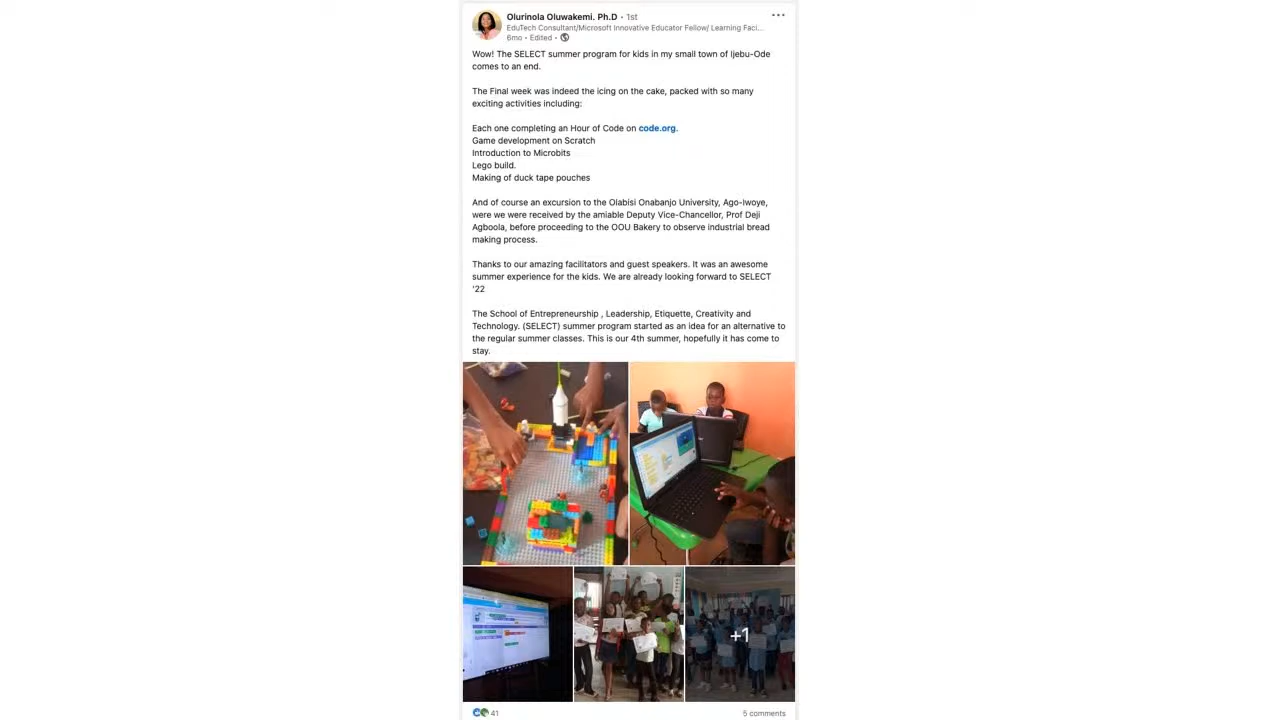 Olurinola Oluwakemi. Ph.D • 1st
EduTech Consultant/Microsoft Innovative Educator Fellow/ Learning Faci...
6mo • Edited •
Wow! The SELECT summer program for kids in my small town of Ijebu-Ode
comes to an end.
The Final week was indeed the icing on the cake, packed with so many
exciting activities including:
Each one completing an Hour of Code on code.org.
Game development on Scratch
Introduction to Microbits
Lego build.
Making of duck tape pouches
And of course an excursion to the Olabisi Onabanjo University, Ago-Iwoye,
were we were received by the amiable Deputy Vice-Chancellor, Prof Deji
Agboola, before proceeding to the OOU Bakery to observe industrial bread
making process.
Thanks to our amazing facilitators and guest speakers. It was an awesome
summer experience for the kids. We are already looking forward to SELECT
'22
The School of Entrepreneurship , Leadership, Etiquette, Creativity and
Technology. (SELECT) summer program started as an idea for an alternative to
the regular summer classes. This is our 4th summer, hopefully it has come to
stay.
+1
41
5 comments